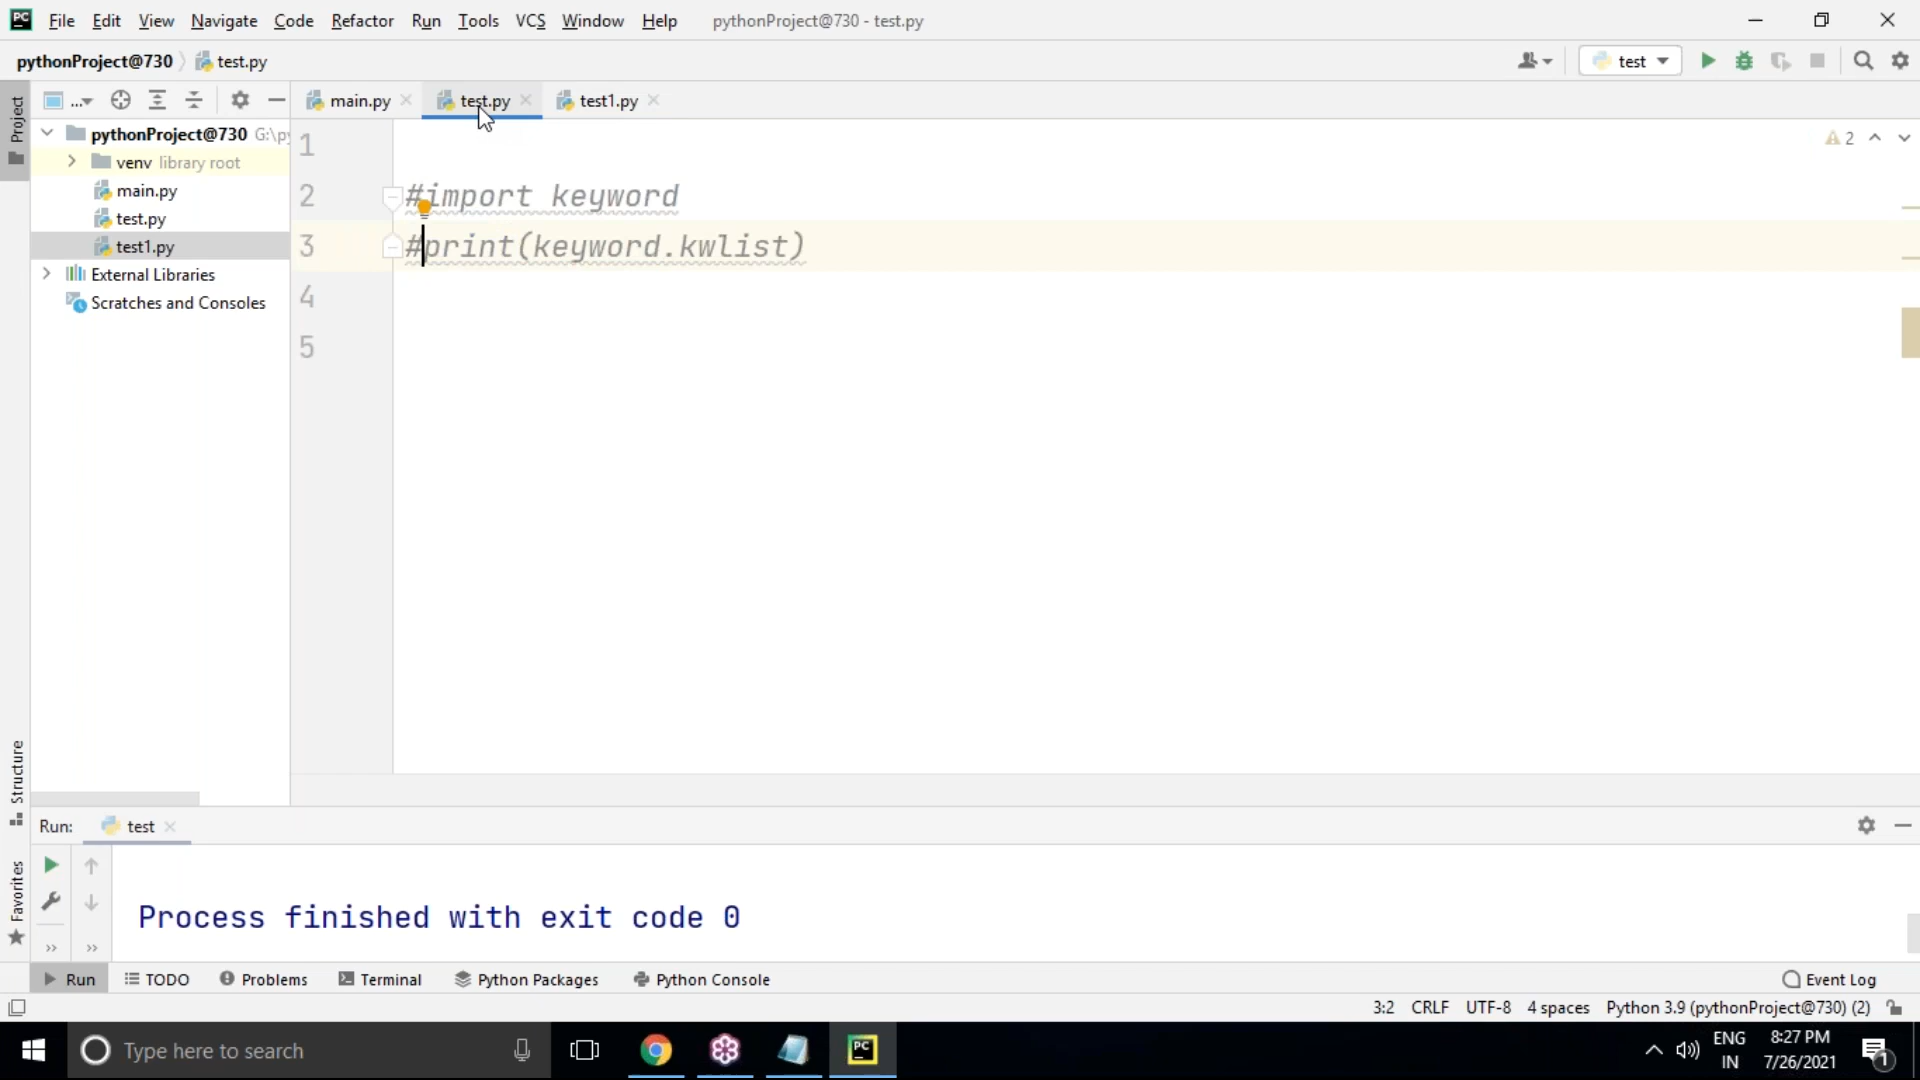 PC File Edit View Navigate Code Refactor Run Tools VCS Window Help pythonProject@730 - test.py
pythonProject@730 test.py test
Project ... main.py test.py test1.py
pythonProject@730 G:\py
venv library root
main.py
test.py
test1.py
External Libraries
Scratches and Consoles
1
2 #import keyword
3 #print(keyword.kwlist)
4
5
2
Structure
Favorites
Run: test
Process finished with exit code 0
Run TODO Problems Terminal Python Packages Python Console Event Log
3:2 CRLF UTF-8 4 spaces Python 3.9 (pythonProject@730) (2)
Type here to search PC ENG 8:27 PM
IN 7/26/2021 1